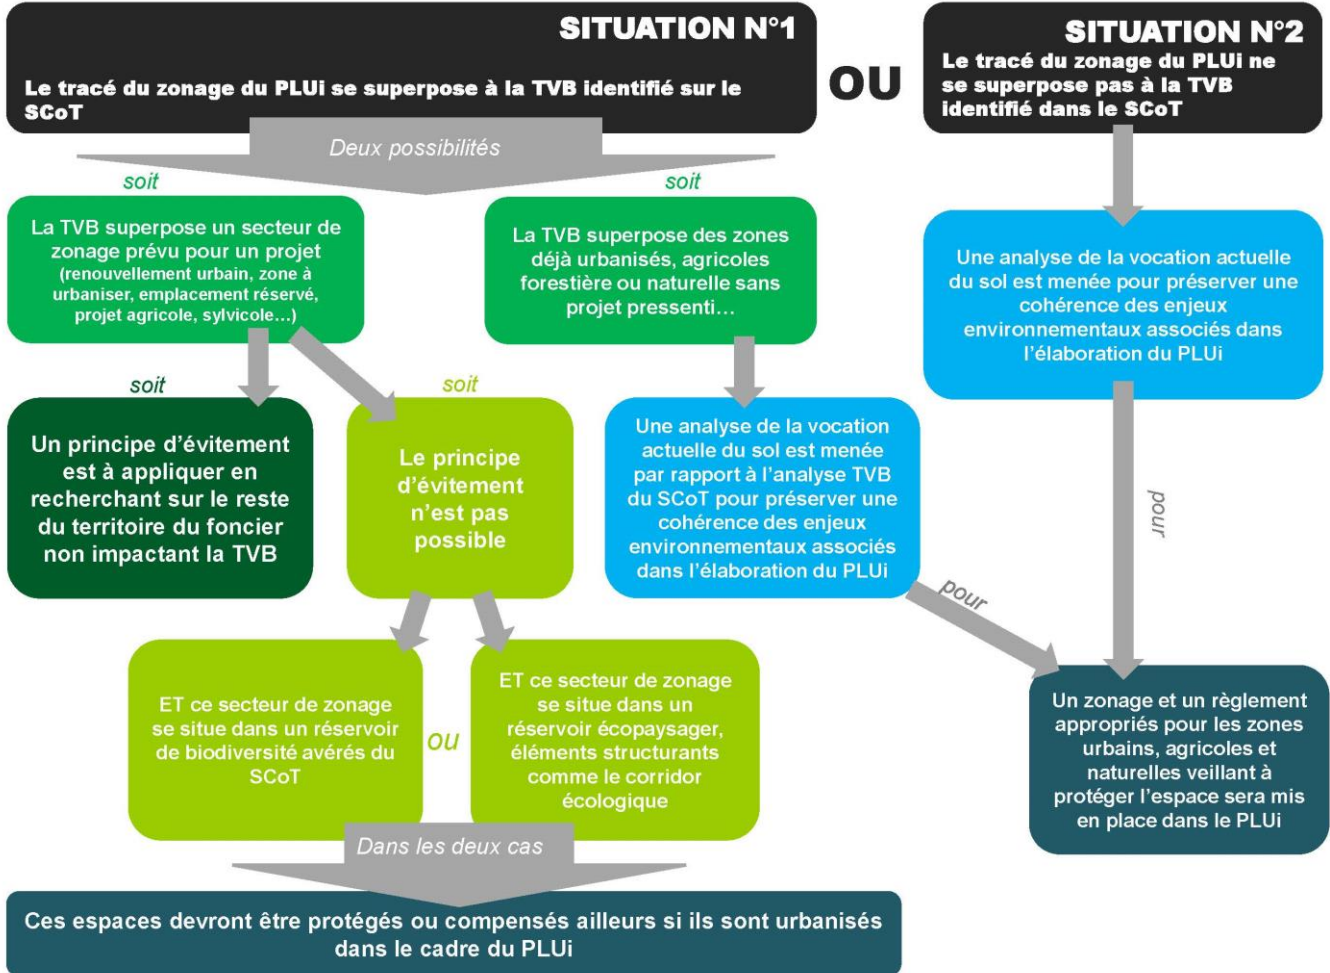 SITUATION N°1
Le tracé du zonage du PLUi se superpose à la TVB identifié sur le
SCoT
OU
SITUATION N°2
Le tracé du zonage du PLUi ne
se superpose pas à la TVB
identifié dans le SCoT
Deux possibilités
soit
La TVB superpose un secteur de
zonage prévu pour un projet
(renouvellement urbain, zone à
urbaniser, emplacement réservé,
projet agricole, sylvicole…)
soit
La TVB superpose des zones
déjà urbanisés, agricoles
forestière ou naturelle sans
projet pressenti…
Une analyse de la vocation actuelle
du sol est menée pour préserver une
cohérence des enjeux
environnementaux associés dans
l’élaboration du PLUi
soit
Un principe d’évitement
est à appliquer en
recherchant sur le reste
du territoire du foncier
non impactant la TVB
soit
Le principe
d’évitement
n’est pas
possible
Une analyse de la vocation
actuelle du sol est menée
par rapport à l’analyse TVB
du SCoT pour préserver une
cohérence des enjeux
environnementaux associés
dans l’élaboration du PLUi
pour
pour
ET ce secteur de zonage
se situe dans un réservoir
de biodiversité avérés du
SCoT
ou
ET ce secteur de zonage
se situe dans un
réservoir écopaysager,
éléments structurants
comme le corridor
écologique
Un zonage et un règlement
appropriés pour les zones
urbains, agricoles et
naturelles veillant à
protéger l’espace sera mis
en place dans le PLUi
Dans les deux cas
Ces espaces devront être protégés ou compensés ailleurs si ils sont urbanisés
dans le cadre du PLUi